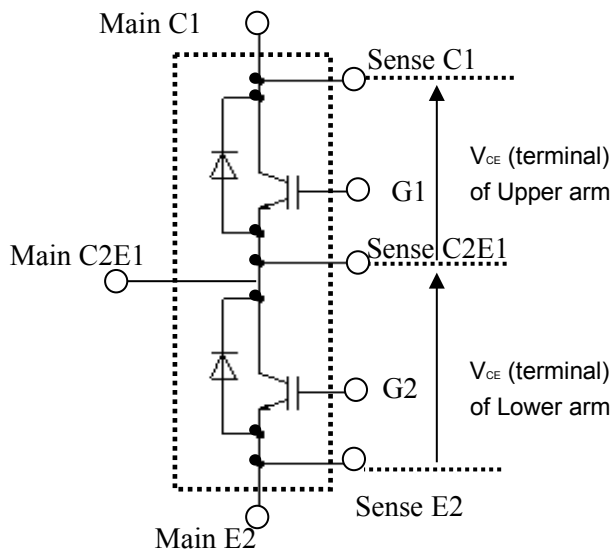 Main C1
Sense C1
VCE (terminal)
of Upper arm
G1
Sense C2E1
Main C2E1
VCE (terminal)
of Lower arm
G2
Sense E2
Main E2